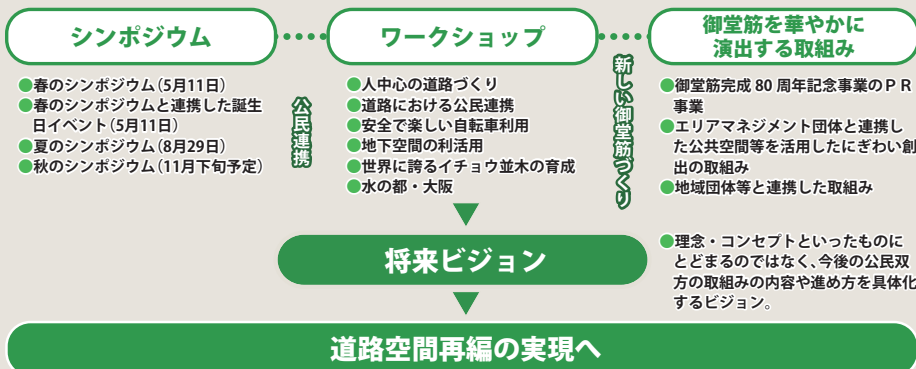 シンポジウム
●春のシンポジウム(5月11日)
●春のシンポジウムと連携した誕生
日イベント(5月11日)
●夏のシンポジウム(8月29日)
●秋のシンポジウム(11月下旬予定)
公民連携
ワークショップ
●人中心の道路づくり
●道路における公民連携
●安全で楽しい自転車利用
●地下空間の利活用
●世界に誇るイチョウ並木の育成
●水の都・大阪
新しい御堂筋づくり
御堂筋を華やかに
演出する取組み
●御堂筋完成 80 周年記念事業のPR
事業
●エリアマネジメント団体と連携し
た公共空間等を活用したにぎわい創
出の取組み
●地域団体等と連携した取組み
将来ビジョン
●理念・コンセプトといったものに
とどまるのではなく、今後の公民双
方の取組みの内容や進め方を具体化
するビジョン。
道路空間再編の実現へ